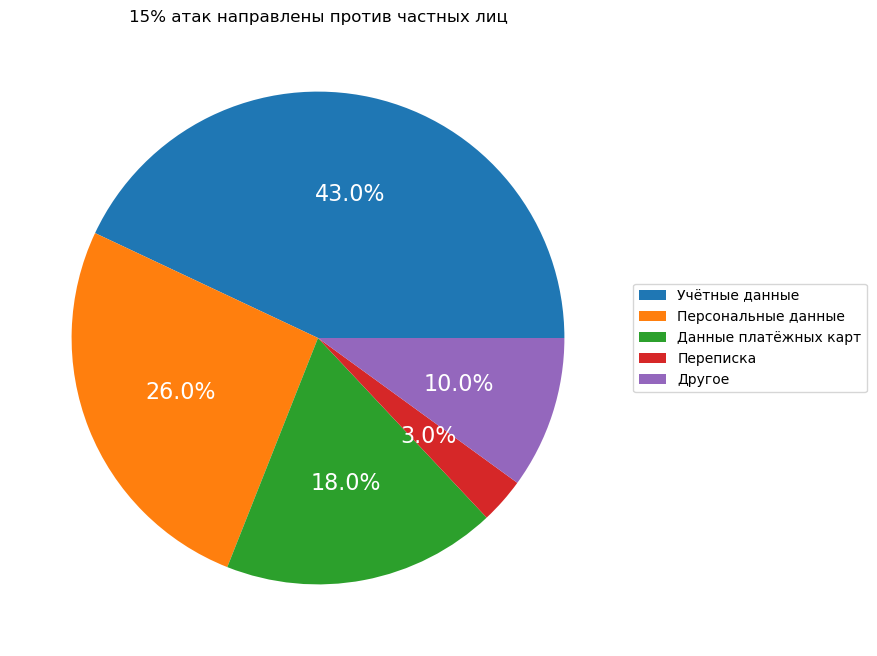 15% атак направлены против частных лиц
43.0%
26.0%
18.0%
3.0%
10.0%
Учётные данные
Персональные данные
Данные платёжных карт
Переписка
Другое